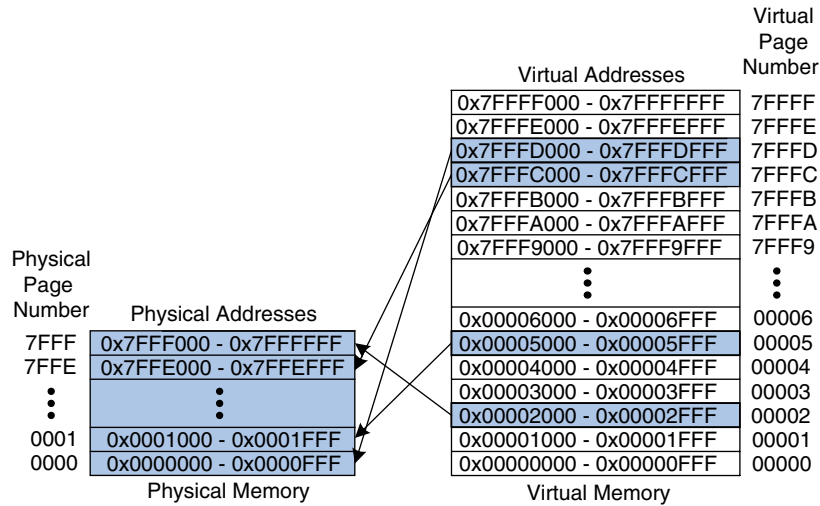 Virtual
Page
Number
Virtual Addresses
0x7FFFF000 - 0x7FFFFFFF 7FFFF
0x7FFFE000 - 0x7FFFEFFF 7FFFE
0x7FFFD000 - 0x7FFFDFFF 7FFFD
0x7FFFC000 - 0x7FFFCFFF 7FFFC
0x7FFFB000 - 0x7FFFBFFF 7FFFB
0x7FFFA000 - 0x7FFFAFFF 7FFFA
0x7FFF9000 - 0x7FFF9FFF 7FFF9
0x00006000 - 0x00006FFF 00006
0x00005000 - 0x00005FFF 00005
0x00004000 - 0x00004FFF 00004
0x00003000 - 0x00003FFF 00003
0x00002000 - 0x00002FFF 00002
0x00001000 - 0x00001FFF 00001
0x00000000 - 0x00000FFF 00000
Virtual Memory
Physical
Page
Number
Physical Addresses
7FFF 0x7FFF000 - 0x7FFFFFF
7FFE 0x7FFE000 - 0x7FFEFFF
0001 0x0001000 - 0x0001FFF
0000 0x0000000 - 0x0000FFF
Physical Memory